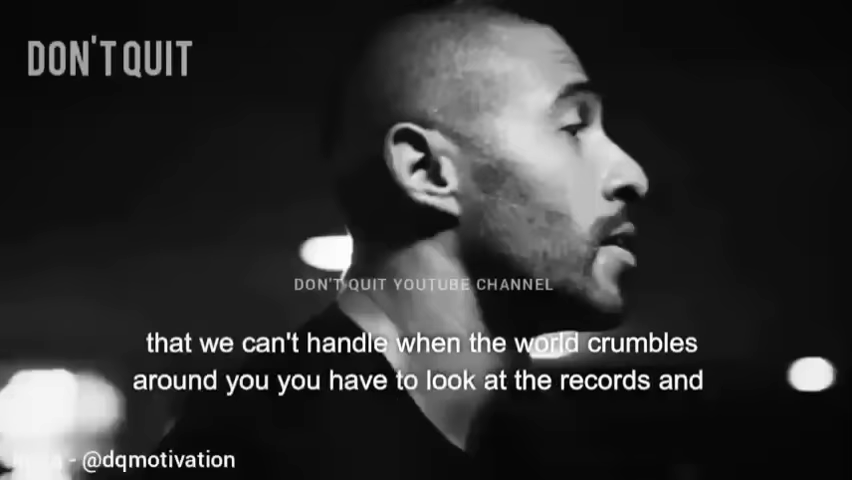 DON'T QUIT
DON'T QUIT YOUTUBE CHANNEL
that we can't handle when the world crumbles
around you you have to look at the records and
- @dqmotivation